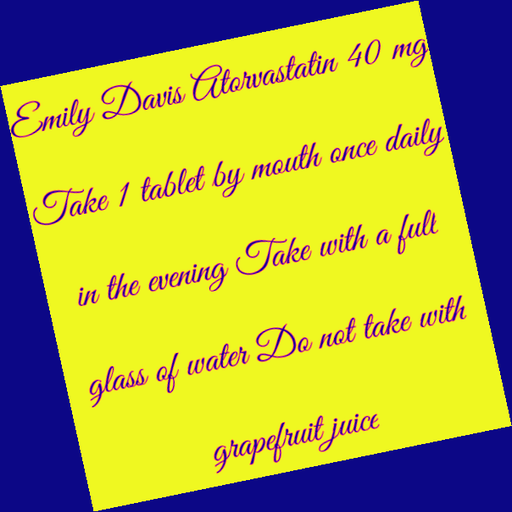 Emily Davis Atorvastatin 40 mg
Take 1 tablet by mouth once daily
in the evening Take with a full
glass of water Do not take with
grapefruit juice